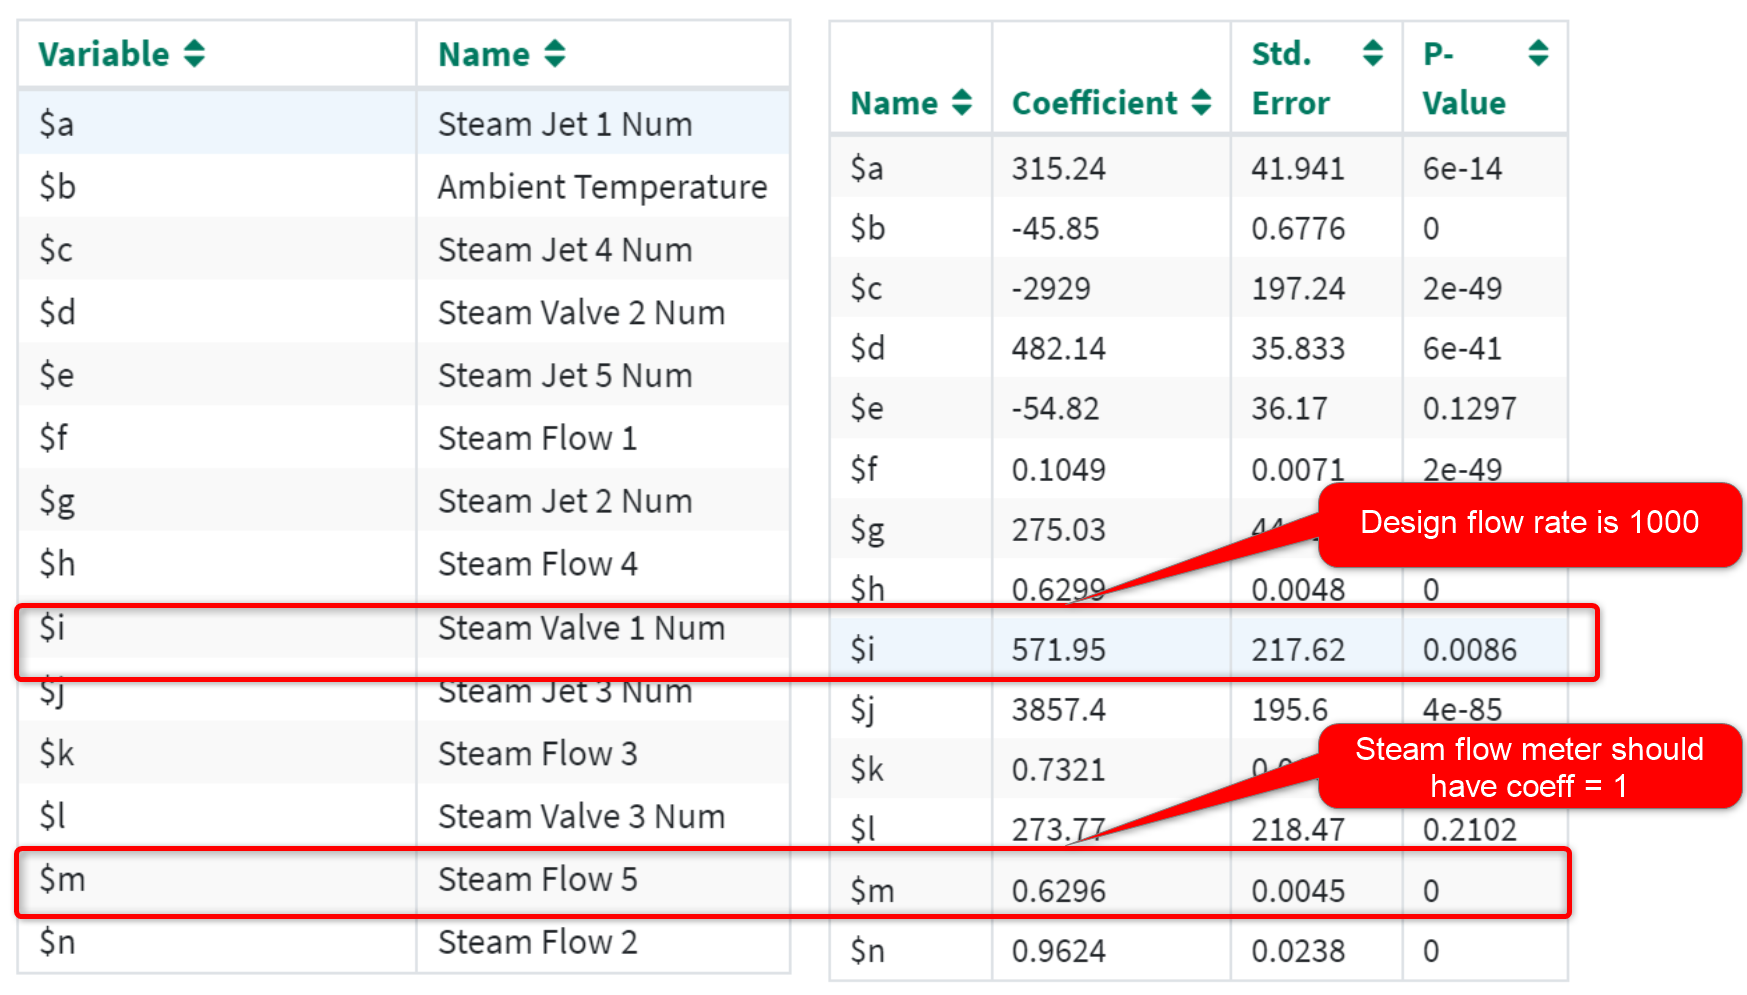 Variable Name
$a Steam Jet 1 Num
$b Ambient Temperature
$c Steam Jet 4 Num
$d Steam Valve 2 Num
$e Steam Jet 5 Num
$f Steam Flow 1
$g Steam Jet 2 Num
$h Steam Flow 4
$i Steam Valve 1 Num
$j Steam Jet 3 Num
$k Steam Flow 3
$l Steam Valve 3 Num
$m Steam Flow 5
$n Steam Flow 2
Name Coefficient Std. Error P-Value
$a 315.24 41.941 6e-14
$b -45.85 0.6776 0
$c -2929 197.24 2e-49
$d 482.14 35.833 6e-41
$e -54.82 36.17 0.1297
$f 0.1049 0.0071 2e-49
$g 275.03
$h 0.6299 0.0048 0
$i 571.95 217.62 0.0086
$j 3857.4 195.6 4e-85
$k 0.7321
$l 273.77 218.47 0.2102
$m 0.6296 0.0045 0
$n 0.9624 0.0238 0
Design flow rate is 1000
Steam flow meter should
have coeff = 1